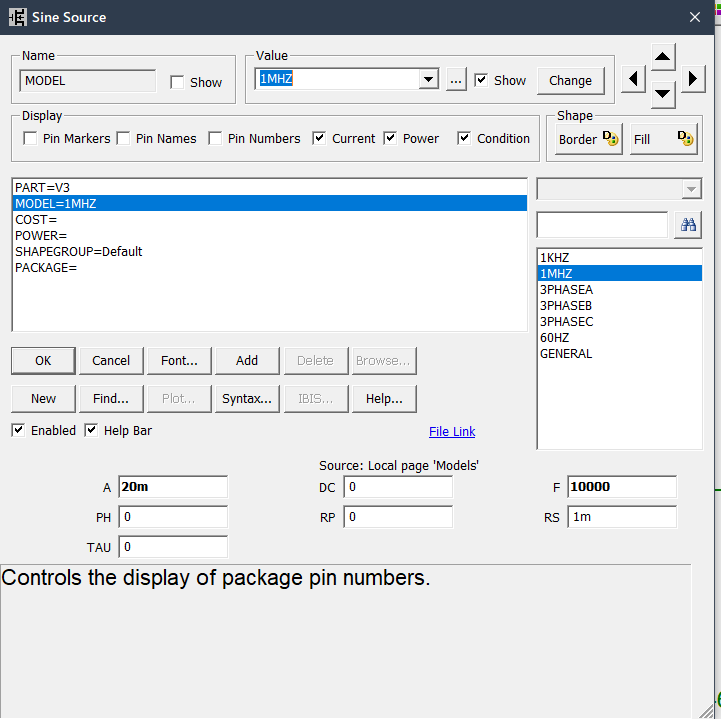 Sine Source
Name
MODEL
Show
Value
1MHZ
...
Show
Change
Display
Pin Markers
Pin Names
Pin Numbers
Current
Power
Condition
Shape
Border
Fill
PART=V3
MODEL=1MHZ
COST=
POWER=
SHAPEGROUP=Default
PACKAGE=
1KHZ
1MHZ
3PHASEA
3PHASEB
3PHASEC
60HZ
GENERAL
OK
Cancel
Font...
Add
Delete
Browse...
New
Find...
Plot...
Syntax...
IBIS...
Help...
Enabled
Help Bar
File Link
Source: Local page 'Models'
A 20m
DC 0
F 10000
PH 0
RP 0
RS 1m
TAU 0
Controls the display of package pin numbers.